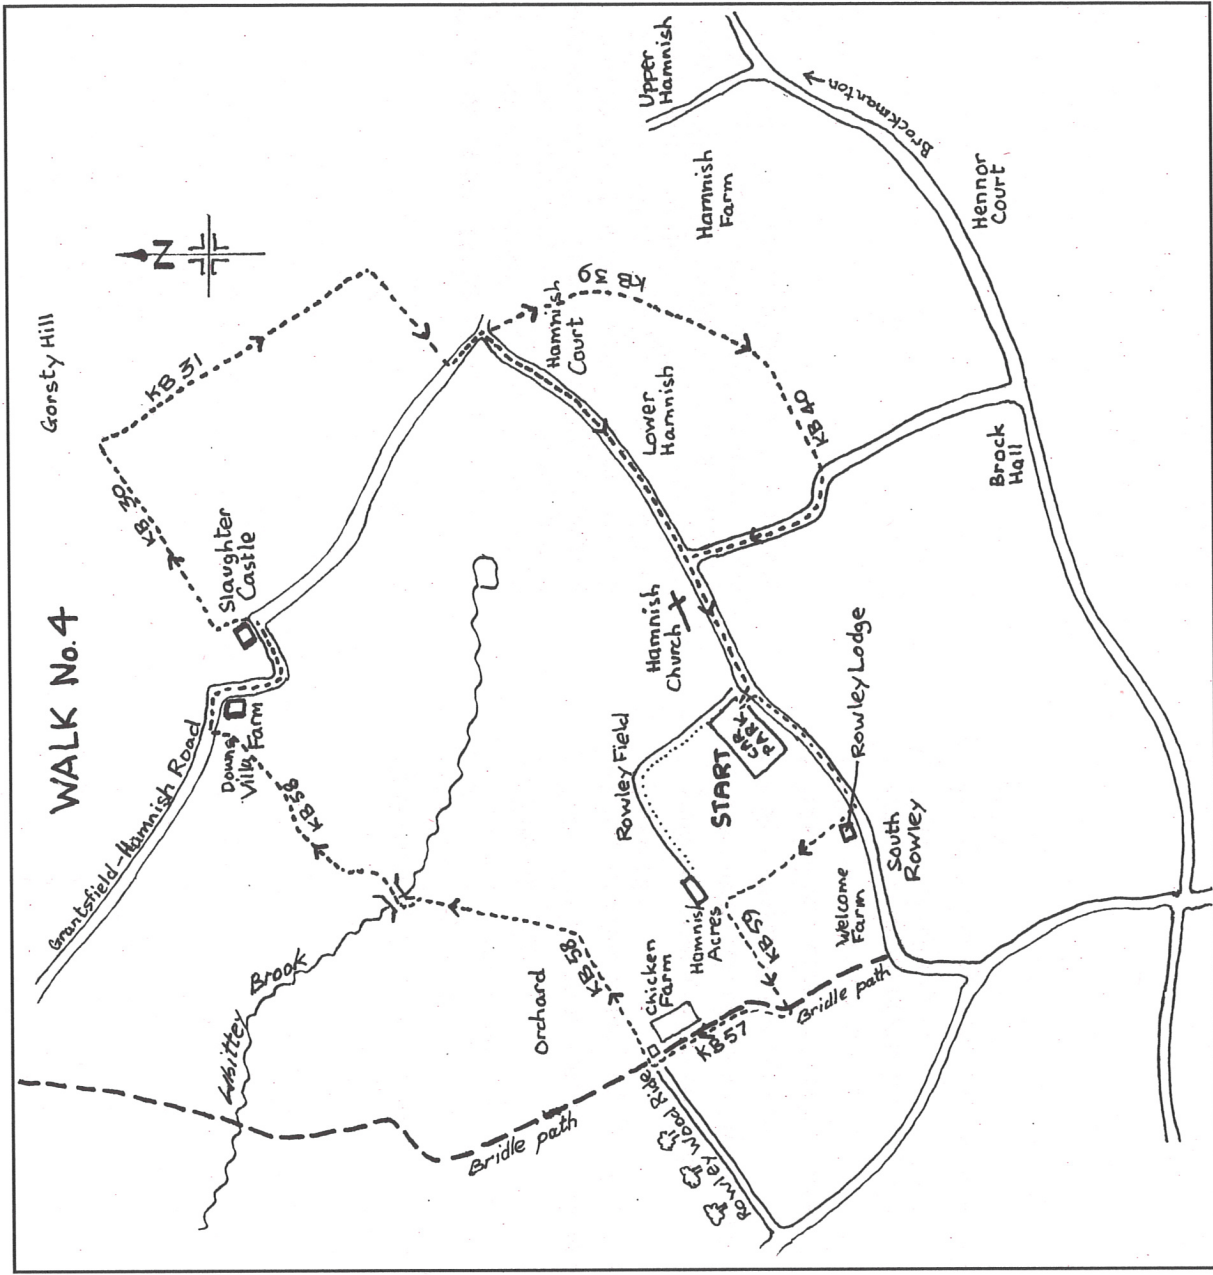 WALK No. 4
Gorsty Hill
Grantsfield-Hamnish Road
N
KB 30
KB 31
Slaughter
Castle
Downs'
Vilks
Farm
KB 58
Whittey Brook
Bridle path
Orchard
KB 58
Hamnish
Court
KB 39
Upper
Hamnish
Hamnish
Farm
Lower
Hamnish
Hamnish
Church
Rowley Field
START
CAR
PARK
Chicken
Farm
Hamnish
Acres
Rowley Wood Ride
KB 57
KB 59
Bridle path
KB 40
Welcome
Farm
Rowley Lodge
South
Rowley
Brockmanton
Hennor
Court
Brock
Hall